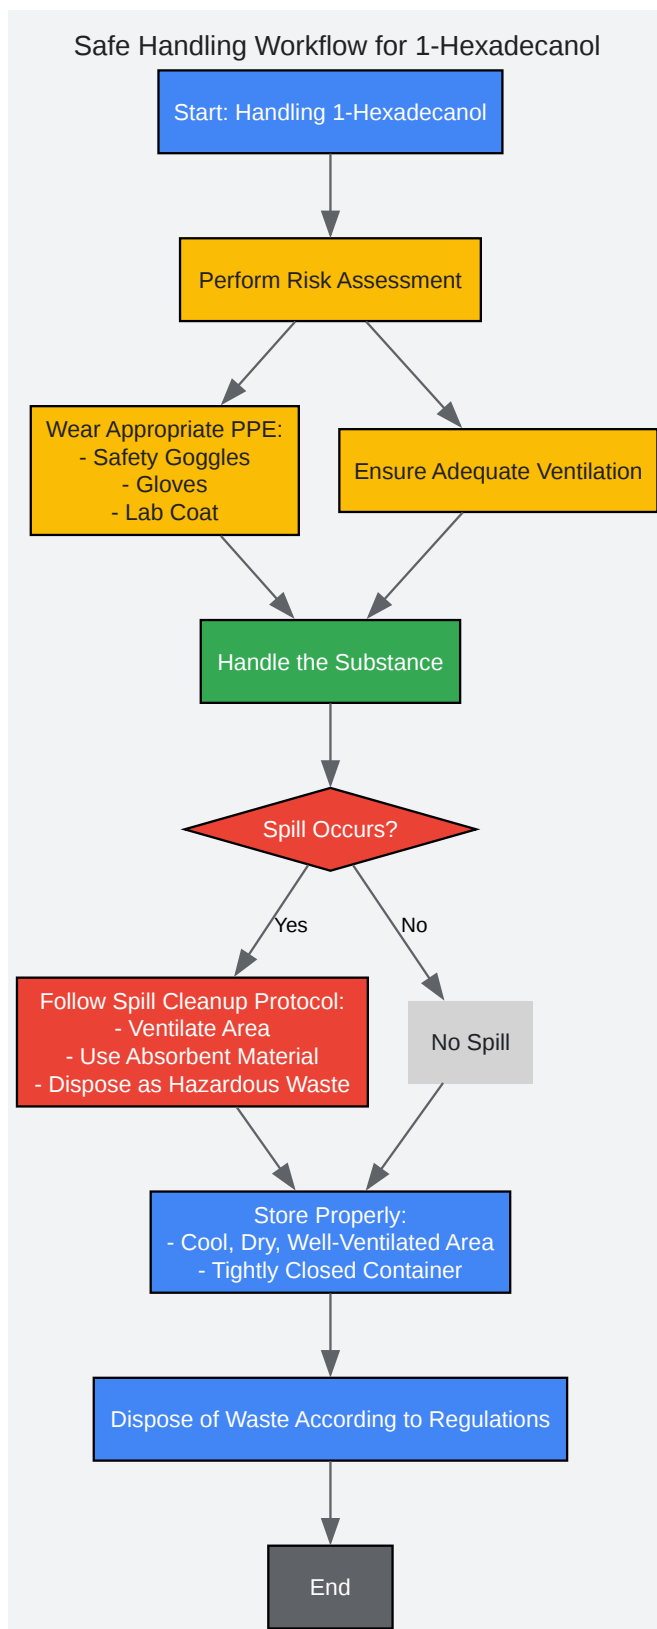 Safe Handling Workflow for 1-Hexadecanol
Start: Handling 1-Hexadecanol
Perform Risk Assessment
Wear Appropriate PPE:
- Safety Goggles
- Gloves
- Lab Coat
Ensure Adequate Ventilation
Handle the Substance
Spill Occurs?
Yes
No
Follow Spill Cleanup Protocol:
- Ventilate Area
- Use Absorbent Material
- Dispose as Hazardous Waste
No Spill
Store Properly:
- Cool, Dry, Well-Ventilated Area
- Tightly Closed Container
Dispose of Waste According to Regulations
End